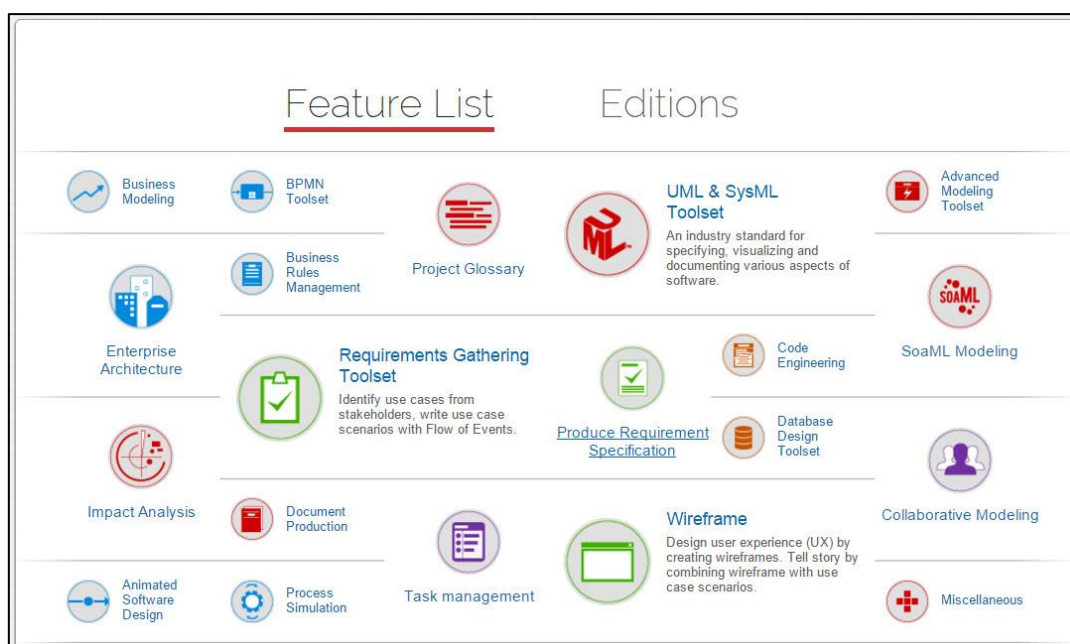 Feature List
Editions
Business
Modeling
BPMN
Toolset
Project Glossary
UML
UML & SysML
Toolset
An industry standard for
specifying, visualizing and
documenting various aspects of
software.
Advanced
Modeling
Toolset
Enterprise
Architecture
Business
Rules
Management
SOAML
SoaML Modeling
Requirements Gathering
Toolset
Identify use cases from
stakeholders, write use case
scenarios with Flow of Events.
Produce Requirement
Specification
Code
Engineering
Database
Design
Toolset
Impact Analysis
Document
Production
Task management
Wireframe
Design user experience (UX) by
creating wireframes. Tell story by
combining wireframe with use
case scenarios.
Collaborative Modeling
Animated
Software
Design
Process
Simulation
Miscellaneous